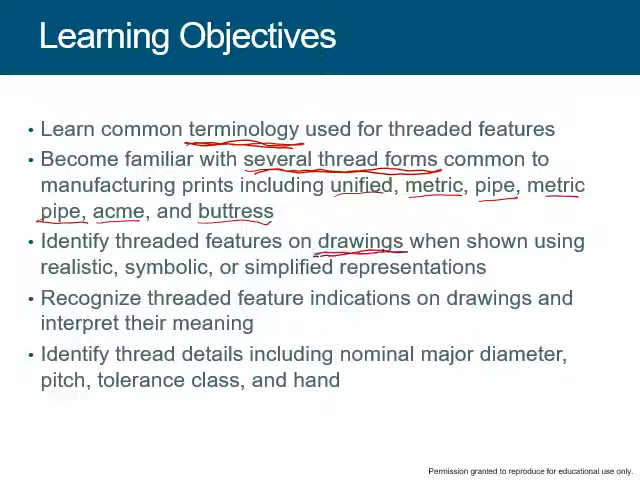 Learning Objectives
• Learn common terminology used for threaded features
• Become familiar with several thread forms common to
manufacturing prints including unified, metric, pipe, metric
pipe, acme, and buttress
• Identify threaded features on drawings when shown using
realistic, symbolic, or simplified representations
• Recognize threaded feature indications on drawings and
interpret their meaning
• Identify thread details including nominal major diameter,
pitch, tolerance class, and hand
Permission granted to reproduce for educational use only.